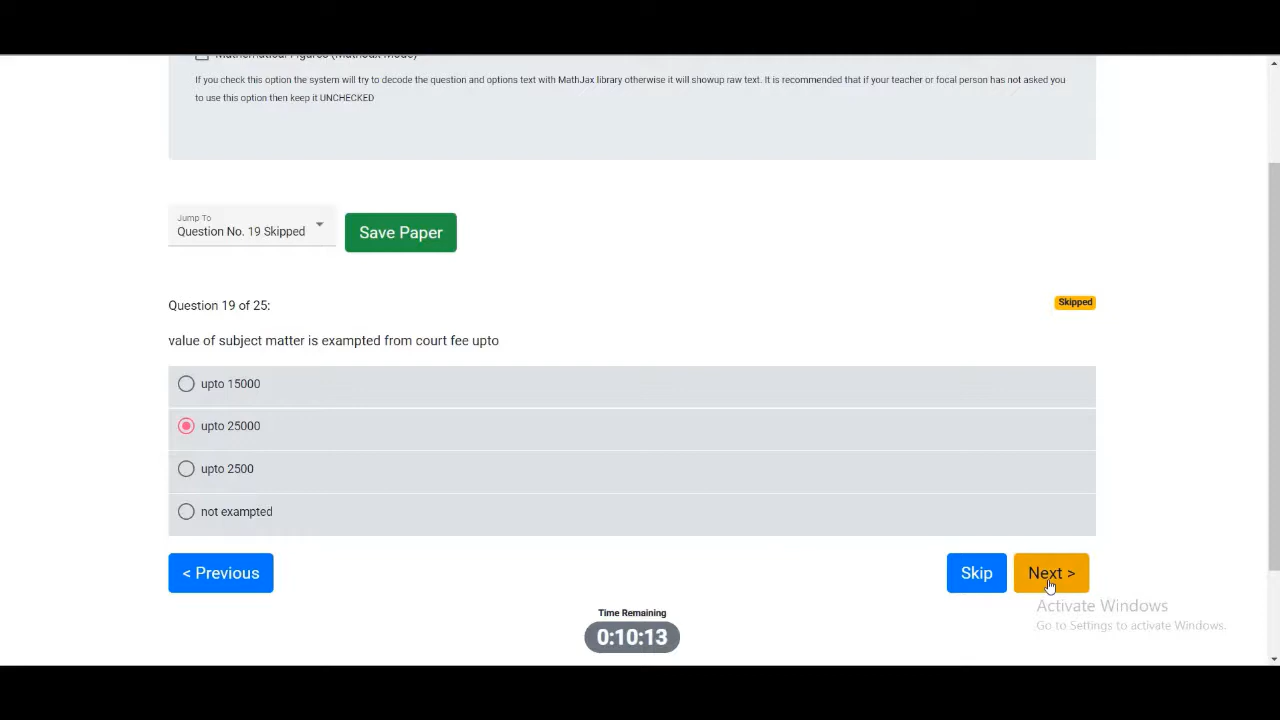 Mathematical Figures (MathJax Mode)
If you check this option the system will try to decode the question and options text with MathJax library otherwise it will showup raw text. It is recommended that if your teacher or focal person has not asked you
to use this option then keep it UNCHECKED
Jump To
Question No. 19 Skipped
Save Paper
Question 19 of 25:
Skipped
value of subject matter is exampted from court fee upto
upto 15000
upto 25000
upto 2500
not exampted
< Previous
Skip
Next >
Time Remaining
0:10:13
Activate Windows
Go to Settings to activate Windows.